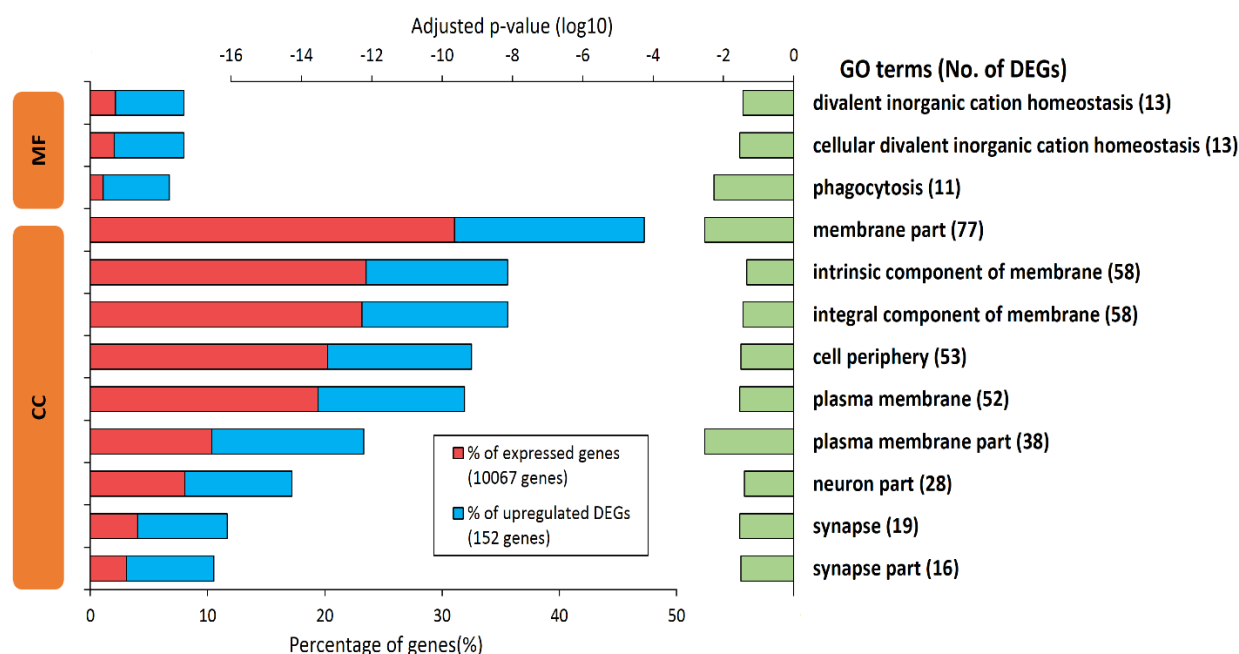 Adjusted p-value (log10)
-16 -14 -12 -10 -8 -6 -4 -2 0
GO terms (No. of DEGs)
MF
divalent inorganic cation homeostasis (13)
cellular divalent inorganic cation homeostasis (13)
phagocytosis (11)
CC
membrane part (77)
intrinsic component of membrane (58)
integral component of membrane (58)
cell periphery (53)
plasma membrane (52)
plasma membrane part (38)
neuron part (28)
synapse (19)
synapse part (16)
% of expressed genes
(10067 genes)
% of upregulated DEGs
(152 genes)
0 10 20 30 40 50
Percentage of genes(%)